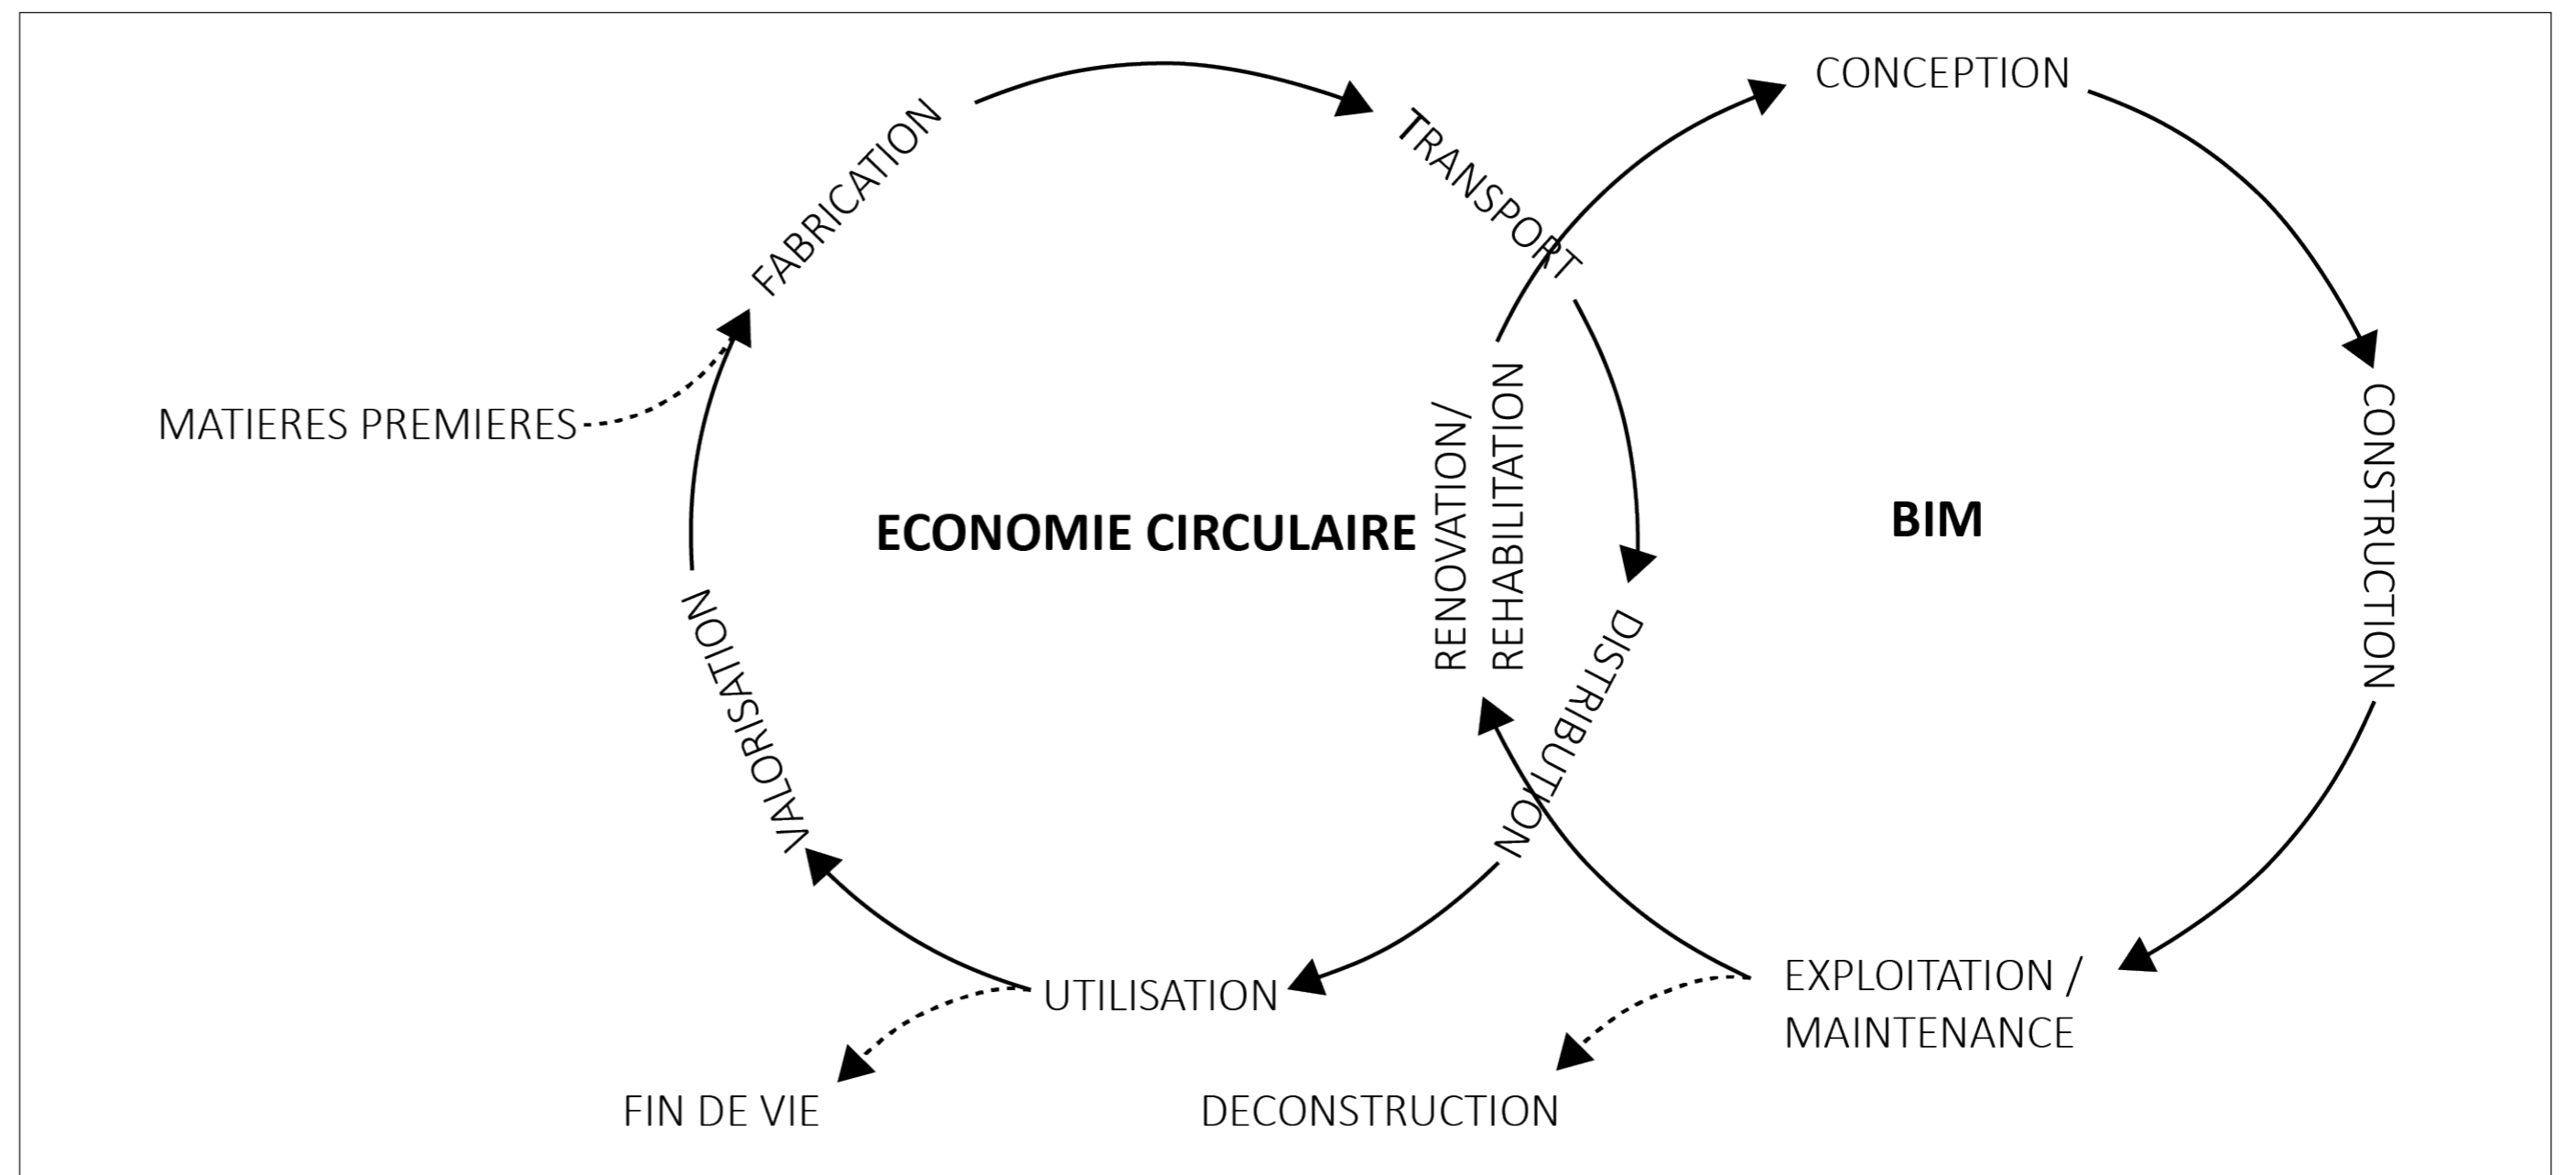 FABRICATION
TRANSPORT
CONCEPTION
MATIERES PREMIERES
ECONOMIE CIRCULAIRE
RENOVATION/
REHABILITATION
BIM
CONSTRUCTION
DISTRIBUTION
VALORISATION
UTILISATION
EXPLOITATION /
MAINTENANCE
FIN DE VIE
DECONSTRUCTION